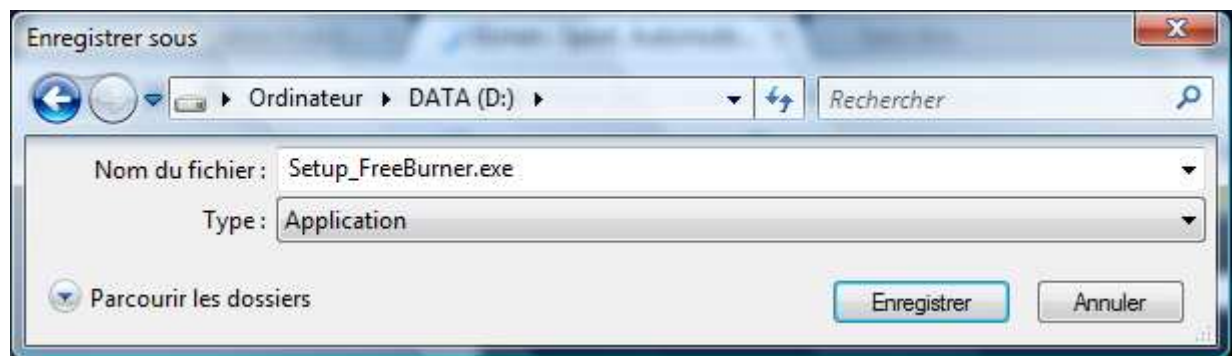 Enregistrer sous
Ordinateur DATA (D:) Rechercher
Nom du fichier : Setup_FreeBurner.exe
Type : Application
Parcourir les dossiers Enregistrer Annuler